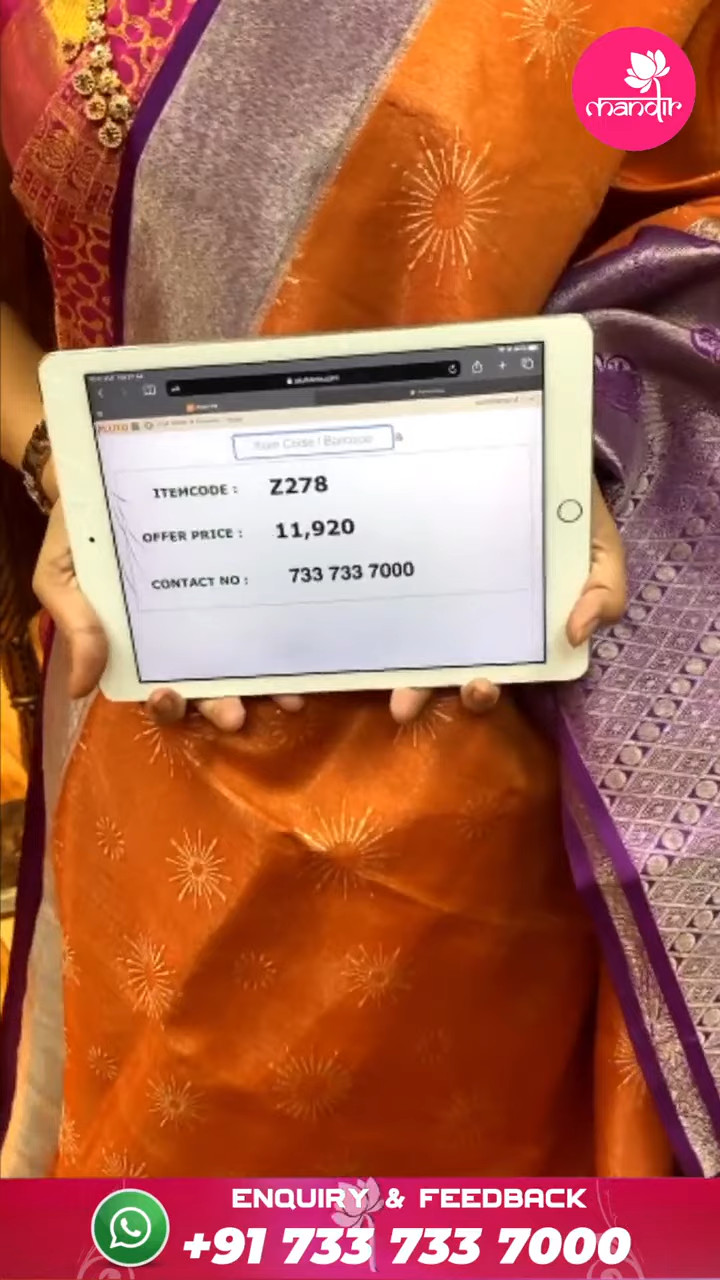 mandir
ITEMCODE : Z278
OFFER PRICE : 11,920
CONTACT NO : 733 733 7000
ENQUIRY & FEEDBACK
+91 733 733 7000